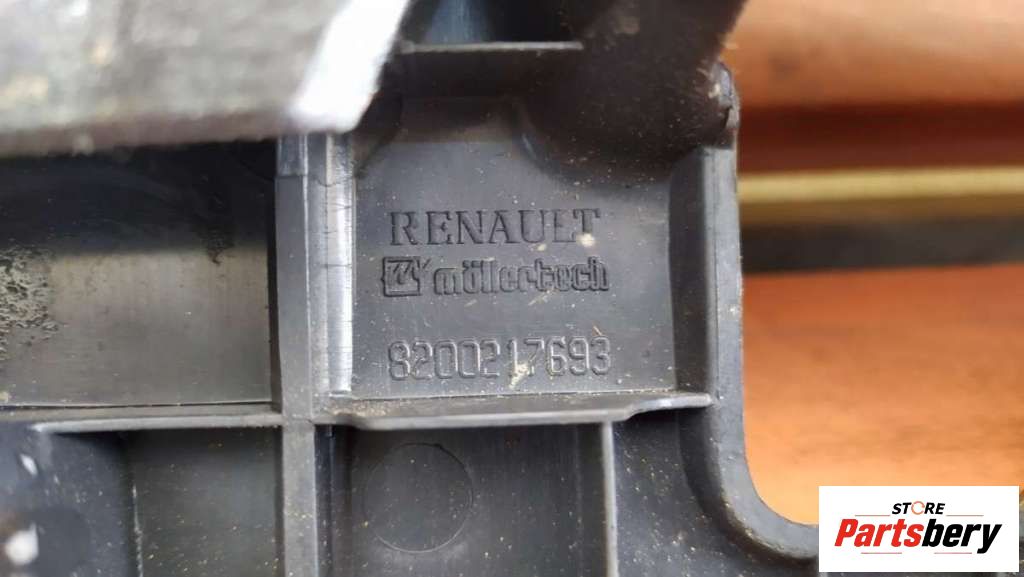 RENAULT
möllertech
8200217693
STORE
Partsbery